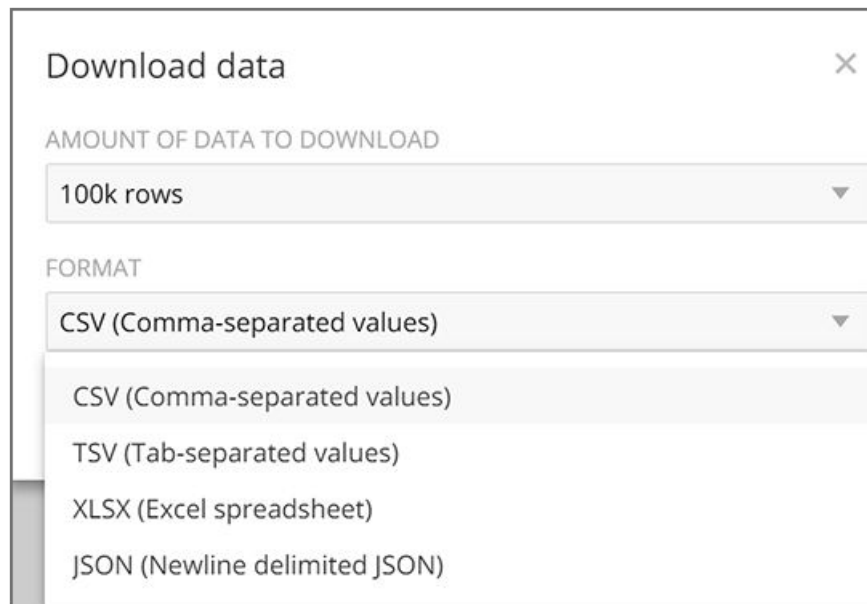 Download data
AMOUNT OF DATA TO DOWNLOAD
100k rows
FORMAT
CSV (Comma-separated values)
CSV (Comma-separated values)
TSV (Tab-separated values)
XLSX (Excel spreadsheet)
JSON (Newline delimited JSON)